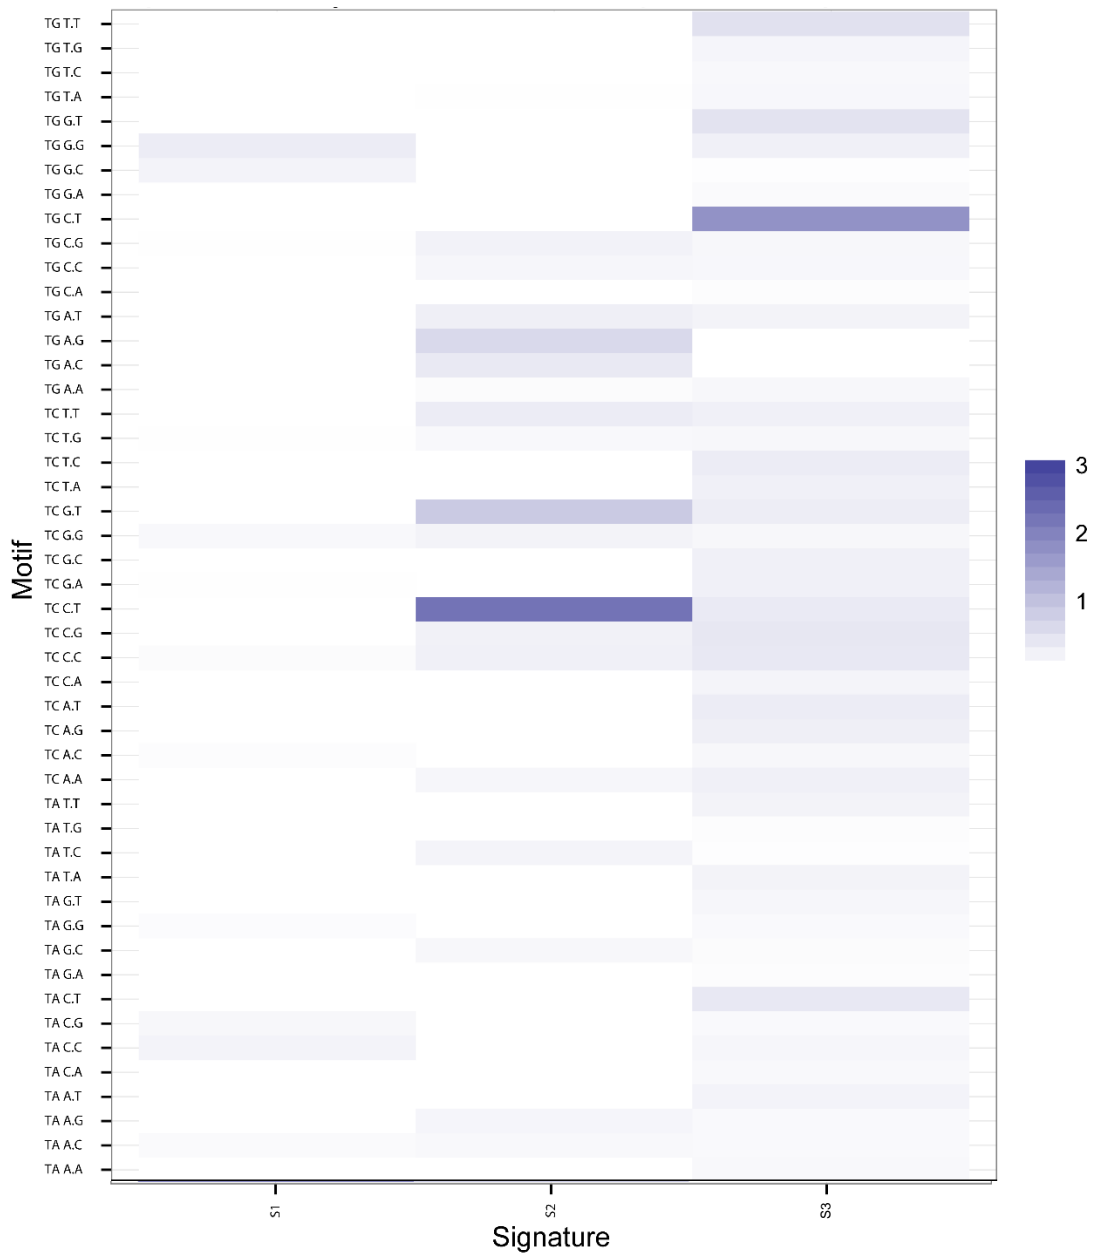 TG T.T
TG T.G
TG T.C
TG T.A
TG G.T
TG G.G
TG G.C
TG G.A
TG C.T
TG C.G
TG C.C
TG C.A
TG A.T
TG A.G
TG A.C
TG A.A
TC T.T
TC T.G
TC T.C
TC T.A
TC G.T
TC G.G
TC G.C
TC G.A
TC C.T
TC C.G
TC C.C
TC C.A
TC A.T
TC A.G
TC A.C
TC A.A
TA T.T
TA T.G
TA T.C
TA T.A
TA G.T
TA G.G
TA G.C
TA G.A
TA C.T
TA C.G
TA C.C
TA C.A
TA A.T
TA A.G
TA A.C
TA A.A
Motif
S1 S2 S3
Signature
3
2
1